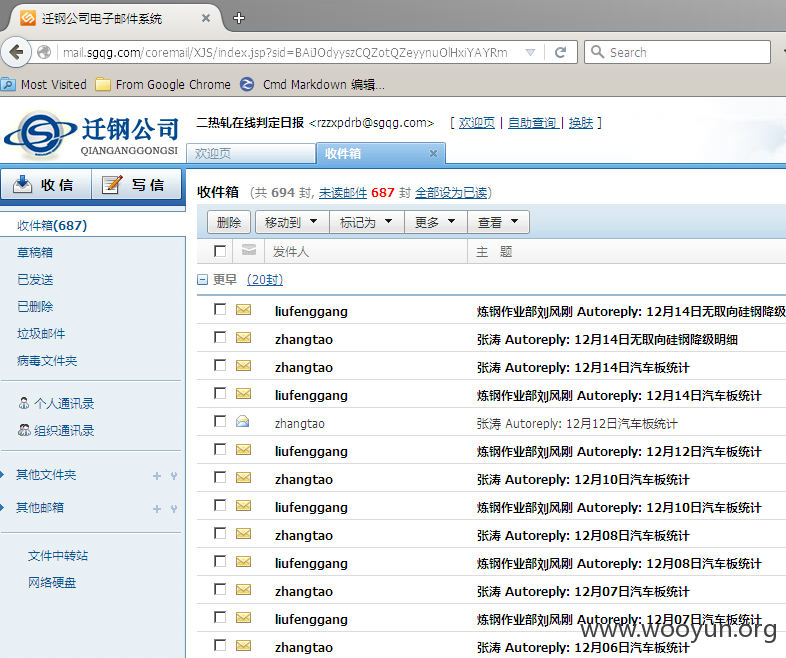 迁钢公司电子邮件系统
mail.sgqg.com/coremail/XJS/index.jsp?sid=BAiJOdyyszCQZotQZeyynuOlHxiYAYRm
Search
Most Visited From Google Chrome Cmd Markdown 编辑...
迁钢公司
QIANGANGGONGSI
二热轧在线判定日报 <rzzxpdrb@sgqg.com> [ 欢迎页 | 自助查询 | 换肤 ]
欢迎页 收件箱
收信 写信
收件箱 (共 694 封, 未读邮件 687 封 全部设为已读)
删除 移动到 标记为 更多 查看
发件人 主 题
更早 (20封)
收件箱(687)
草稿箱
已发送
已删除
垃圾邮件
病毒文件夹
个人通讯录
组织通讯录
其他文件夹
其他邮箱
文件中转站
网络硬盘
liufenggang 炼钢作业部刘风刚 Autoreply: 12月14日无取向硅钢降级
zhangtao 张涛 Autoreply: 12月14日无取向硅钢降级明细
zhangtao 张涛 Autoreply: 12月14日汽车板统计
liufenggang 炼钢作业部刘风刚 Autoreply: 12月14日汽车板统计
zhangtao 张涛 Autoreply: 12月12日汽车板统计
liufenggang 炼钢作业部刘风刚 Autoreply: 12月12日汽车板统计
zhangtao 张涛 Autoreply: 12月10日汽车板统计
liufenggang 炼钢作业部刘风刚 Autoreply: 12月10日汽车板统计
zhangtao 张涛 Autoreply: 12月08日汽车板统计
liufenggang 炼钢作业部刘风刚 Autoreply: 12月08日汽车板统计
zhangtao 张涛 Autoreply: 12月07日汽车板统计
liufenggang 炼钢作业部刘风刚 Autoreply: 12月07日汽车板统计
zhangtao 张涛 Autoreply: 12月06日汽车板统计
www.wooyun.org